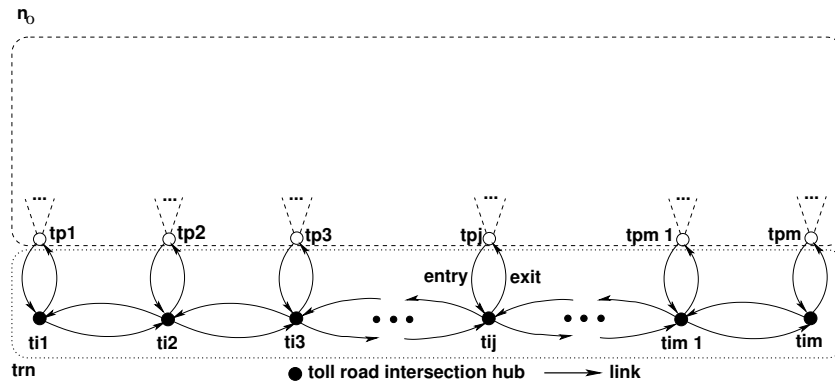 n₀
... ... ... ... ... ...
tp1 tp2 tp3 tpj tpm 1 tpm
entry exit
ti1 ti2 ti3 tij tim 1 tim
trn
toll road intersection hub link